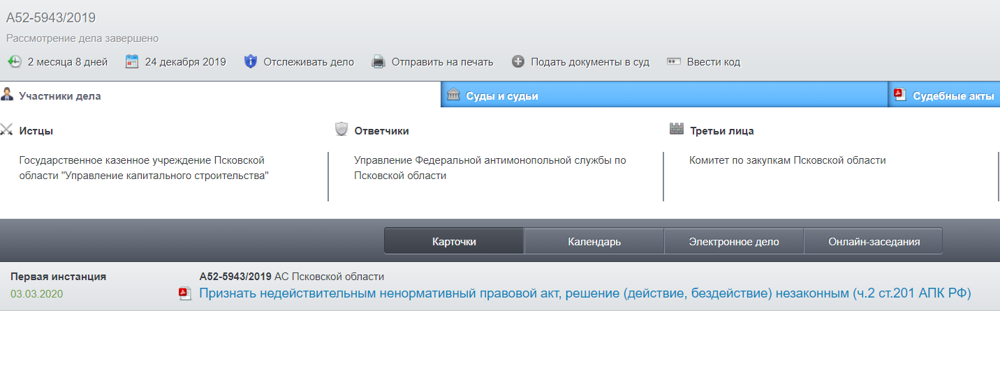 А52-5943/2019
Рассмотрение дела завершено
2 месяца 8 дней 24 декабря 2019 Отслеживать дело Отправить на печать Подать документы в суд Ввести код
Участники дела Суды и судьи Судебные акты
Истцы Ответчики Третьи лица
Государственное казенное учреждение Псковской Управление Федеральной антимонопольной службы по Комитет по закупкам Псковской области
области "Управление капитального строительства" Псковской области
Карточки Календарь Электронное дело Онлайн-заседания
Первая инстанция А52-5943/2019 АС Псковской области
03.03.2020 Признать недействительным ненормативный правовой акт, решение (действие, бездействие) незаконным (ч.2 ст.201 АПК РФ)